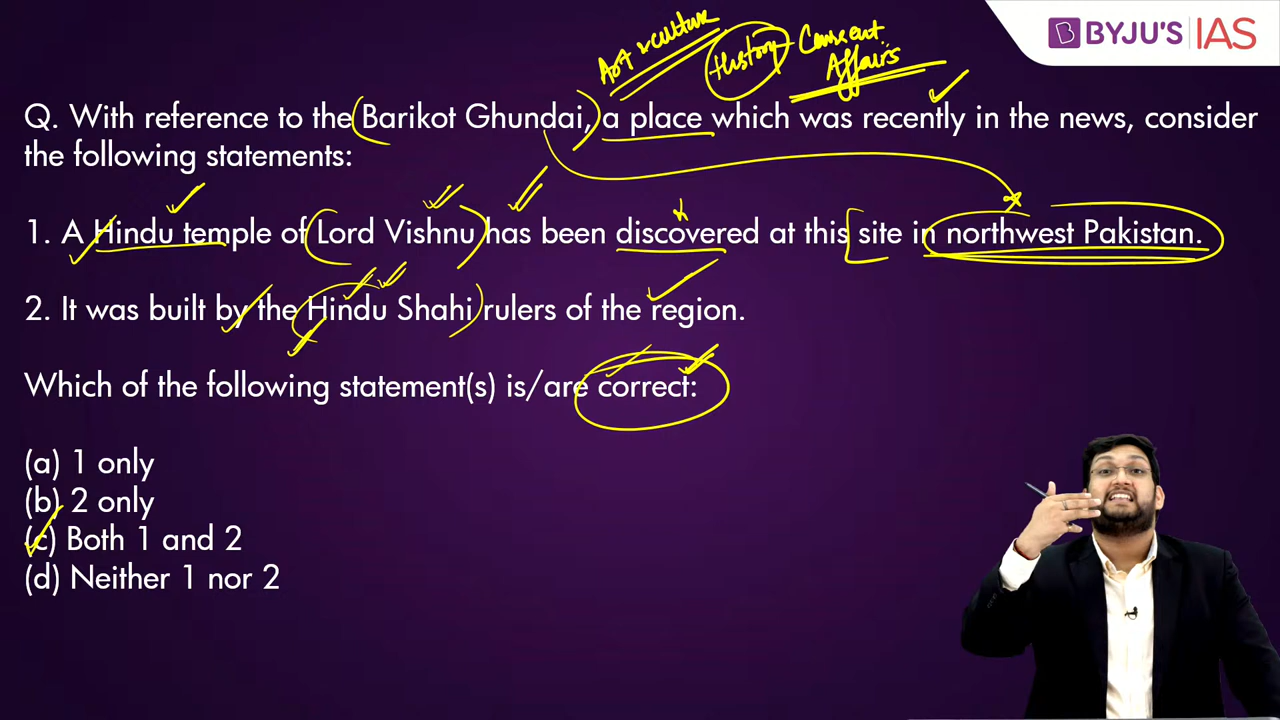 Art & culture
History - Current
Affairs
BYJU'S IAS
Q. With reference to the Barikot Ghundai, a place which was recently in the news, consider
the following statements:
1. A Hindu temple of Lord Vishnu has been discovered at this site in northwest Pakistan.
2. It was built by the Hindu Shahi rulers of the region.
Which of the following statement(s) is/are correct:
(a) 1 only
(b) 2 only
(c) Both 1 and 2
(d) Neither 1 nor 2